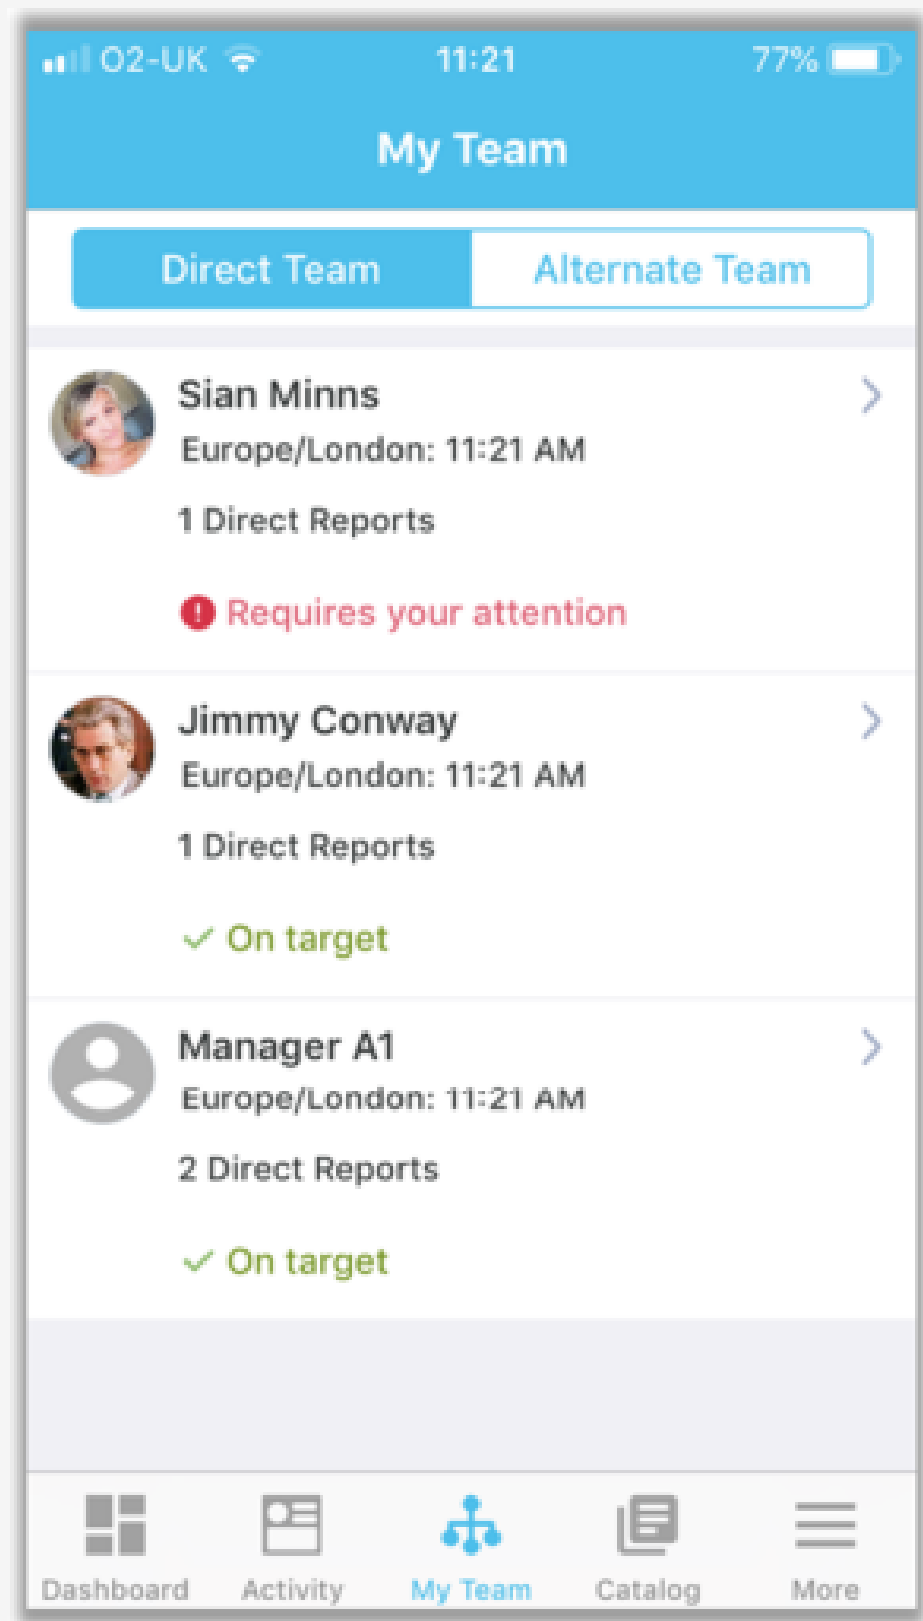 O2-UK 11:21 77%
My Team
Direct Team Alternate Team
Sian Minns
Europe/London: 11:21 AM
1 Direct Reports
Requires your attention
Jimmy Conway
Europe/London: 11:21 AM
1 Direct Reports
On target
Manager A1
Europe/London: 11:21 AM
2 Direct Reports
On target
Dashboard Activity My Team Catalog More